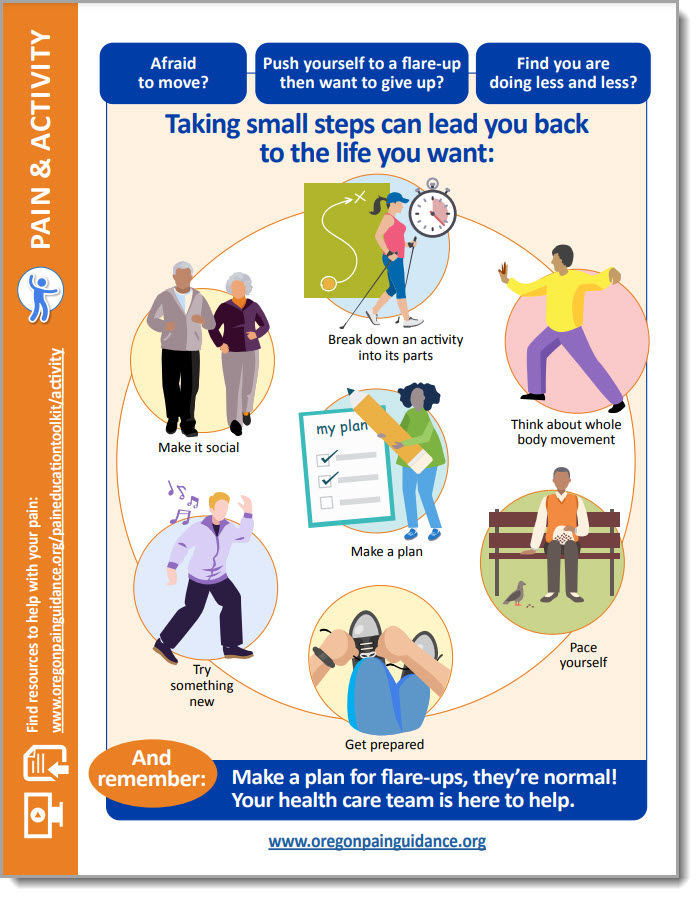 PAIN & ACTIVITY
Find resources to help with your pain:
www.oregonpainguidance.org/paineducationtoolkit/activity
Afraid
to move?
Push yourself to a flare-up
then want to give up?
Find you are
doing less and less?
Taking small steps can lead you back
to the life you want:
Break down an activity
into its parts
Make it social
Think about whole
body movement
my plan
Make a plan
Try
something
new
Pace
yourself
Get prepared
And
remember:
Make a plan for flare-ups, they’re normal!
Your health care team is here to help.
www.oregonpainguidance.org